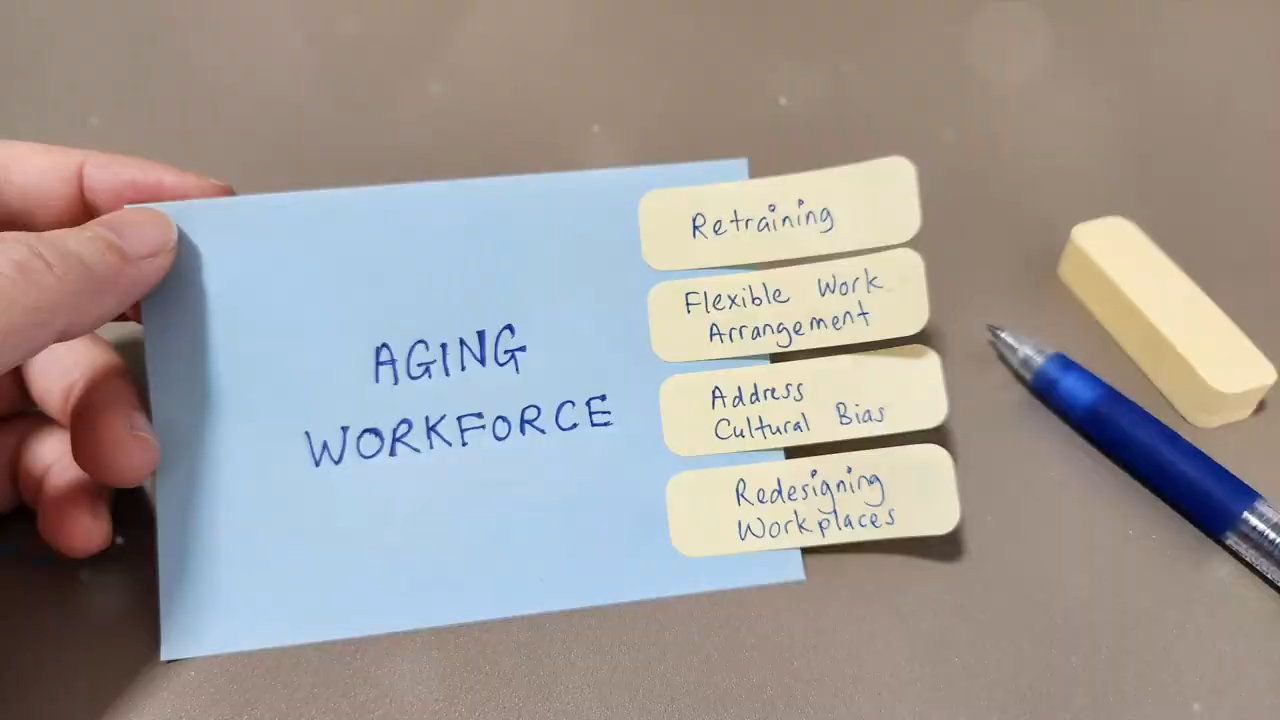 AGING
WORKFORCE
Retraining
Flexible Work
Arrangement
Address
Cultural Bias
Redesigning
Workplaces